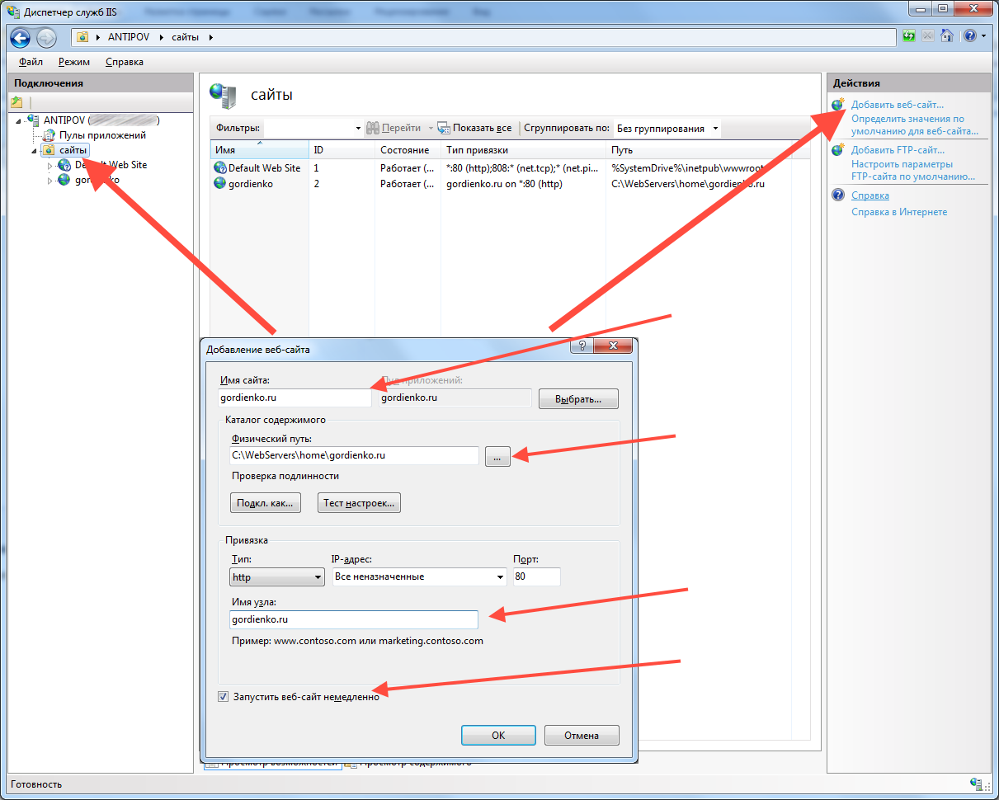 Диспетчер служб IIS
ANTIPOV
сайты
Файл Режим Справка
Подключения
ANTIPOV ( )
Пулы приложений
сайты
Default Web Site
gordienko
сайты
Фильтры: Перейти Показать все Сгруппировать по: Без группирования
Имя ID Состояние Тип привязки Путь
Default Web Site 1 Работает (... *:80 (http);808:* (net.tcp);* (net.pi... %SystemDrive%\inetpub\wwwroot
gordienko 2 Работает (... gordienko.ru on *:80 (http) C:\WebServers\home\gordienko.ru
Действия
Добавить веб-сайт...
Определить значения по
умолчанию для веб-сайта...
Добавить FTP-сайт...
Настроить параметры
FTP-сайта по умолчанию...
Справка
Справка в Интернете
Добавление веб-сайта
Имя сайта: Пул приложений:
gordienko.ru gordienko.ru Выбрать...
Каталог содержимого
Физический путь:
C:\WebServers\home\gordienko.ru ...
Проверка подлинности
Подкл. как... Тест настроек...
Привязка
Тип: IP-адрес: Порт:
http Все неназначенные 80
Имя узла:
gordienko.ru
Пример: www.contoso.com или marketing.contoso.com
Запустить веб-сайт немедленно
OK Отмена
Просмотр возможностей Просмотр содержимого
Готовность